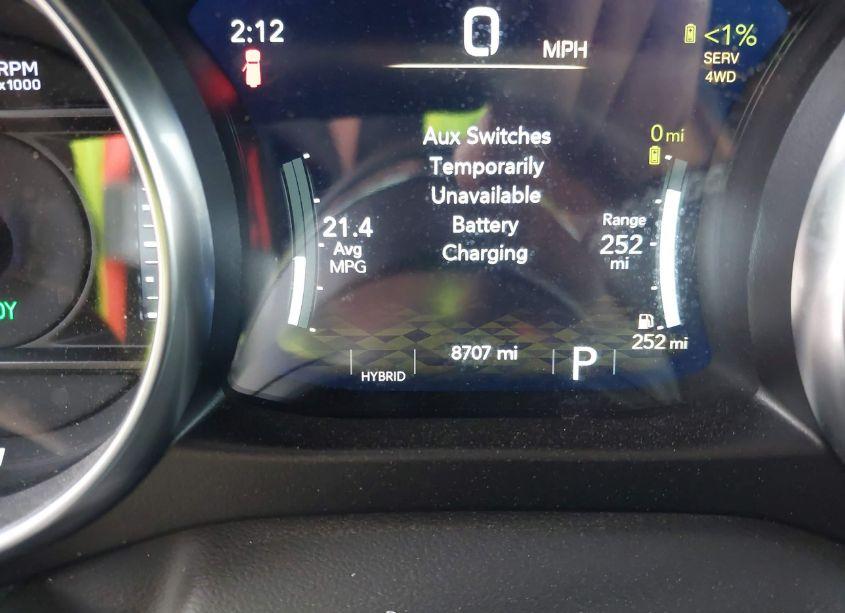 2:12
0
MPH
<1%
SERV
4WD
RPM
x1000
Aux Switches
Temporarily
Unavailable
Battery
Charging
0 mi
21.4
Avg
MPG
Range
252
mi
252 mi
HYBRID
8707 mi
P